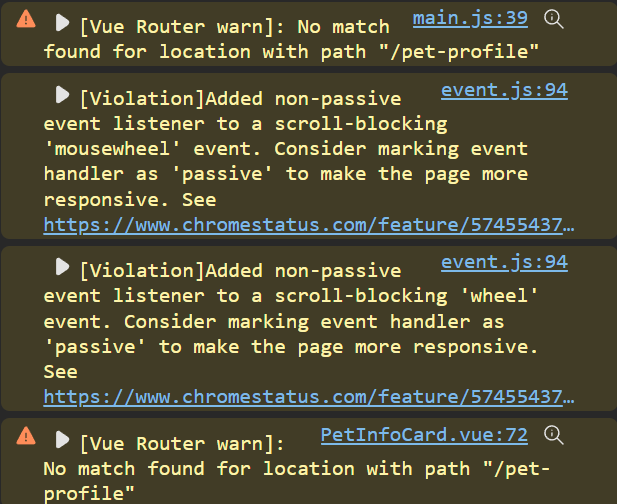 [Vue Router warn]: No match main.js:39
found for location with path "/pet-profile"
[Violation]Added non-passive event.js:94
event listener to a scroll-blocking
'mousewheel' event. Consider marking event
handler as 'passive' to make the page more
responsive. See
https://www.chromestatus.com/feature/57455437…
[Violation]Added non-passive event.js:94
event listener to a scroll-blocking 'wheel'
event. Consider marking event handler as
'passive' to make the page more responsive.
See
https://www.chromestatus.com/feature/57455437…
[Vue Router warn]: PetInfoCard.vue:72
No match found for location with path "/pet-
profile"